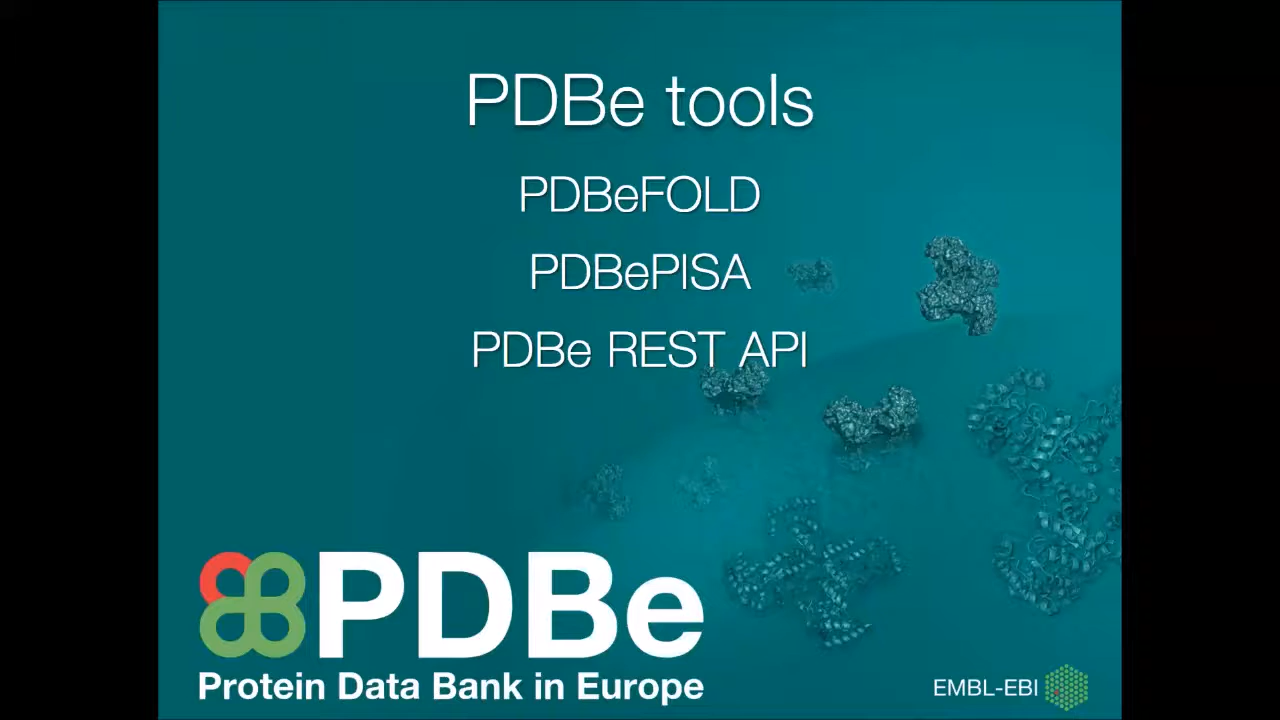 PDBe tools
PDBeFOLD
PDBePISA
PDBe REST API
PDBe
Protein Data Bank in Europe
EMBL-EBI